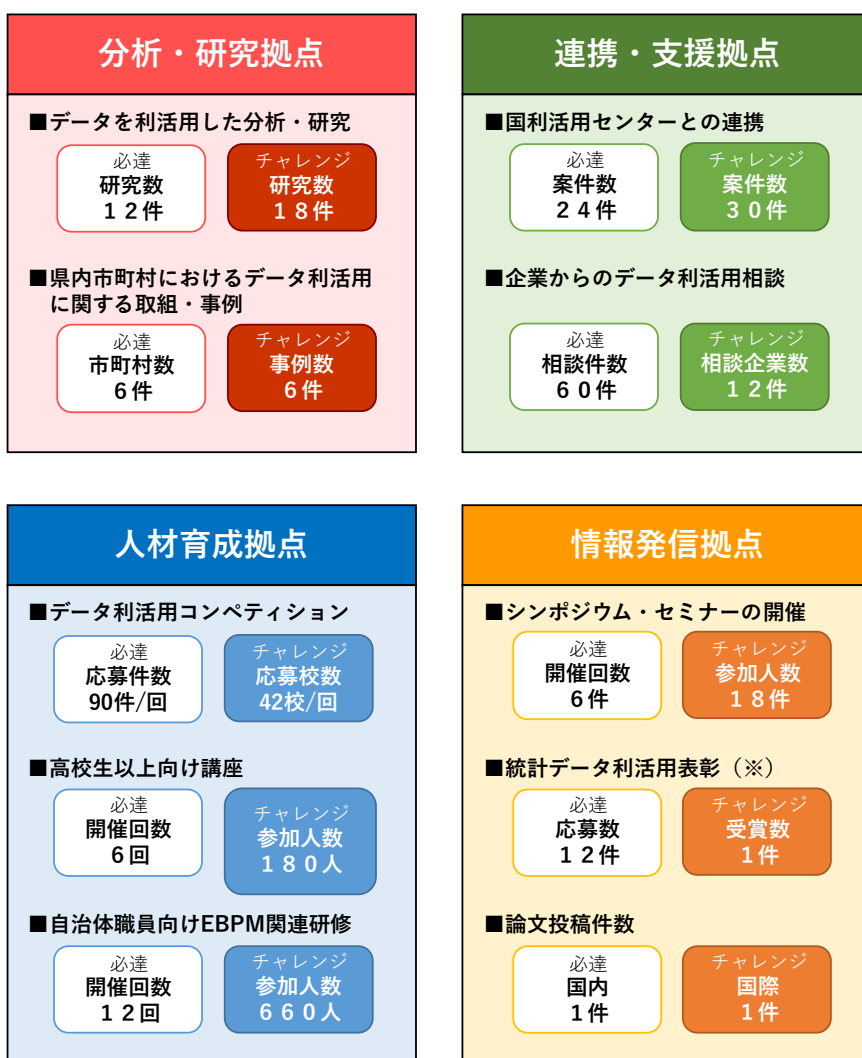 分析・研究拠点
■データを利活用した分析・研究
必達
研究数
１２件
チャレンジ
研究数
１８件
■県内市町村におけるデータ利活用
に関する取組・事例
必達
市町村数
６件
チャレンジ
事例数
６件
連携・支援拠点
■国利活用センターとの連携
必達
案件数
２４件
チャレンジ
案件数
３０件
■企業からのデータ利活用相談
必達
相談件数
６０件
チャレンジ
相談企業数
１２件
人材育成拠点
■データ利活用コンペティション
必達
応募件数
90件/回
チャレンジ
応募校数
42校/回
■高校生以上向け講座
必達
開催回数
６回
チャレンジ
参加人数
１８０人
■自治体職員向けEBPM関連研修
必達
開催回数
１２回
チャレンジ
参加人数
６６０人
情報発信拠点
■シンポジウム・セミナーの開催
必達
開催回数
６件
チャレンジ
参加人数
１８件
■統計データ利活用表彰（※）
必達
応募数
１２件
チャレンジ
受賞数
１件
■論文投稿件数
必達
国内
１件
チャレンジ
国際
１件